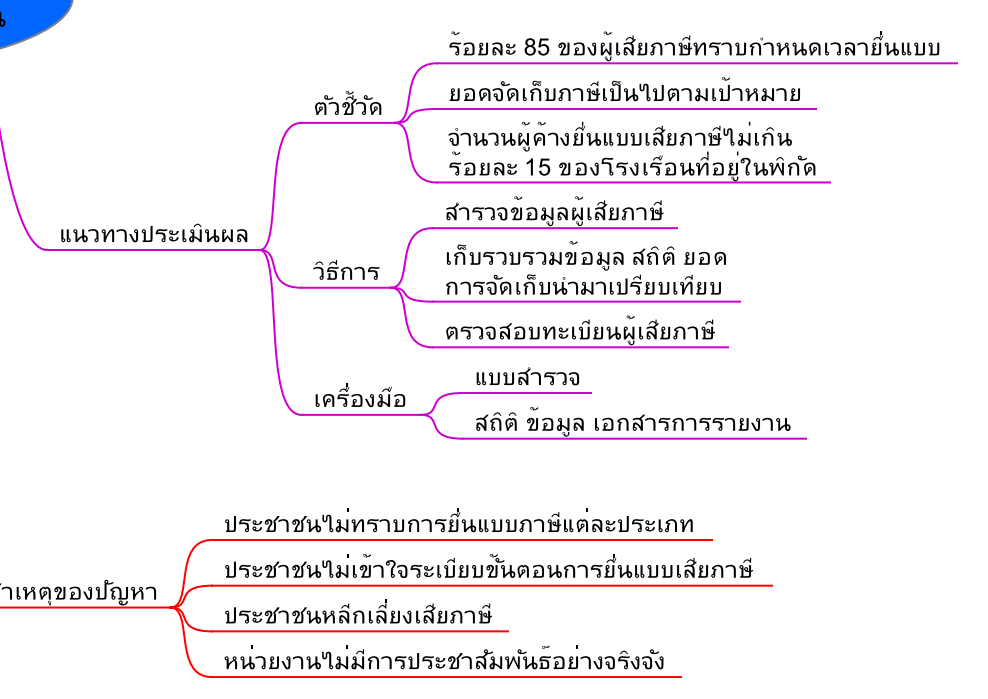 ร้อยละ 85 ของผู้เสียภาษีทราบกำหนดเวลายื่นแบบ
ยอดจัดเก็บภาษีเป็นไปตามเป้าหมาย
ตัวชี้วัด
จำนวนผู้ค้างยื่นแบบเสียภาษีไม่เกิน
ร้อยละ 15 ของโรงเรือนที่อยู่ในพิกัด
แนวทางประเมินผล
สำรวจข้อมูลผู้เสียภาษี
วิธีการ
เก็บรวบรวมข้อมูล สถิติ ยอด
การจัดเก็บนำมาเปรียบเทียบ
ตรวจสอบทะเบียนผู้เสียภาษี
เครื่องมือ
แบบสำรวจ
สถิติ ข้อมูล เอกสารการรายงาน
ประชาชนไม่ทราบการยื่นแบบภาษีแต่ละประเภท
ประชาชนไม่เข้าใจระเบียบขั้นตอนการยื่นแบบเสียภาษี
าเหตุของปัญหา
ประชาชนหลีกเลี่ยงเสียภาษี
หน่วยงานไม่มีการประชาสัมพันธ์อย่างจริงจัง